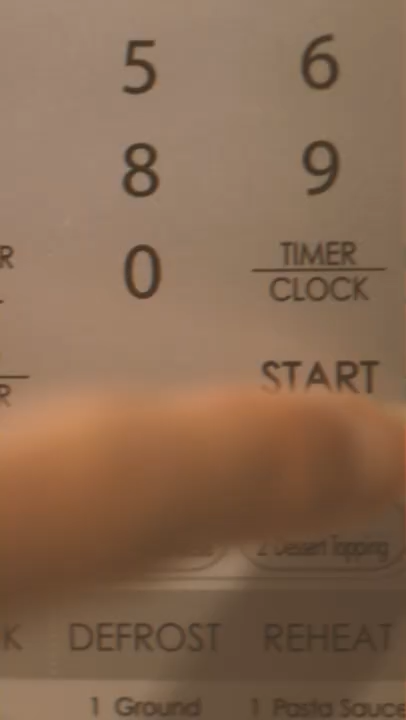 5 6
8 9
R 0 TIMER
CLOCK
START
R
2 Dessert Topping
K DEFROST REHEAT
1 Ground 1 Pasta Sauce